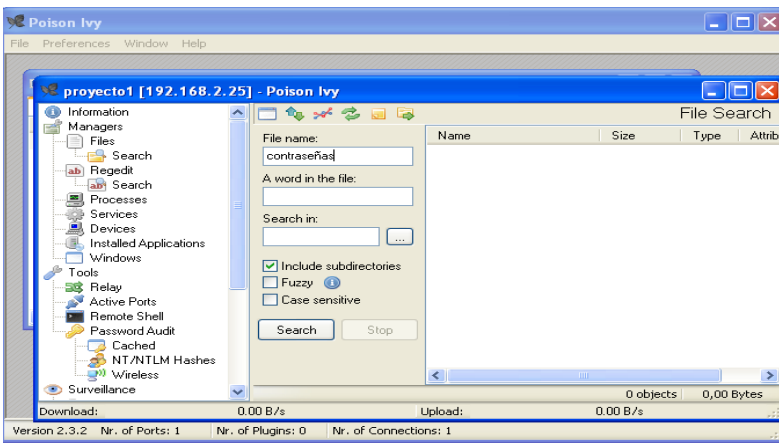 Poison Ivy
File Preferences Window Help
proyecto1 [192.168.2.25] - Poison Ivy
Information
Managers
Files
Search
Regedit
Search
Processes
Services
Devices
Installed Applications
Windows
Tools
Relay
Active Ports
Remote Shell
Password Audit
Cached
NT/NTLM Hashes
Wireless
Surveillance
File Search
File name:
contraseñas
A word in the file:
Search in:
...
Include subdirectories
Fuzzy
Case sensitive
Search Stop
Name Size Type Attrib
0 objects 0,00 Bytes
Download: 0.00 B/s Upload: 0.00 B/s
Version 2.3.2 Nr. of Ports: 1 Nr. of Plugins: 0 Nr. of Connections: 1